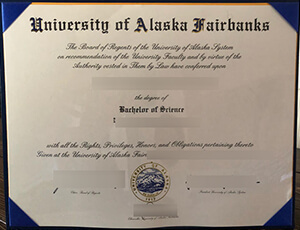 University of Alaska Fairbanks
The Board of Regents of the University of Alaska System
on recommendation of the University Faculty and by virtue of the
Authority vested in Them by Law have conferred upon
the degree of
Bachelor of Science
with all the Rights, Privileges, Honors, and Obligations pertaining thereto
Given at the University of Alaska Fair